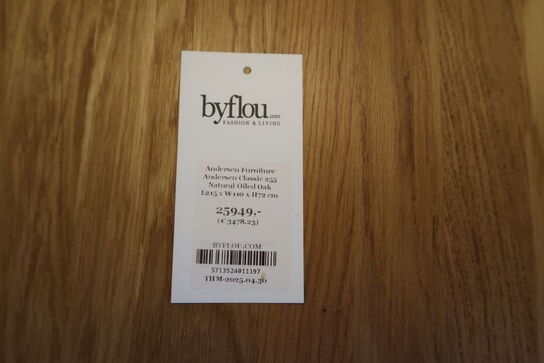 byflou.com
FASHION & LIVING
Andersen Furniture
Andersen Classic 255
Natural Oiled Oak
L215 x W110 x H72 cm
25949,-
(€ 3478.23)
BYFLOU.COM
5713524011197
THM-2025.04.30